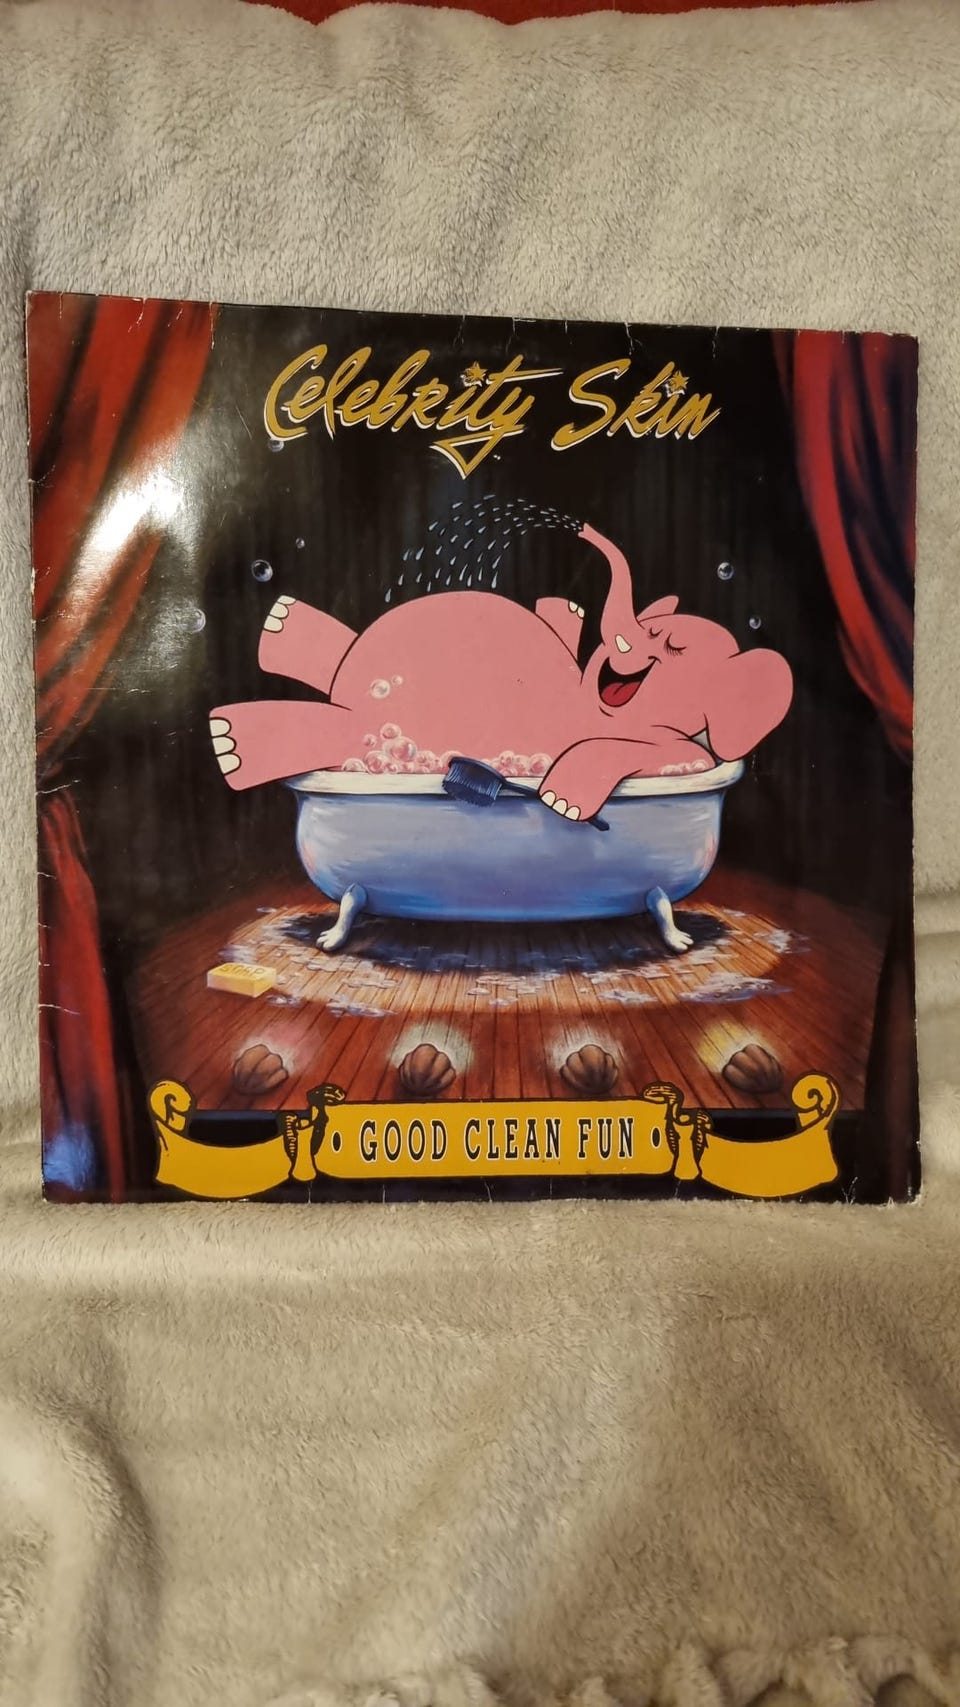 Celebrity Skin
SOAP
• GOOD CLEAN FUN •